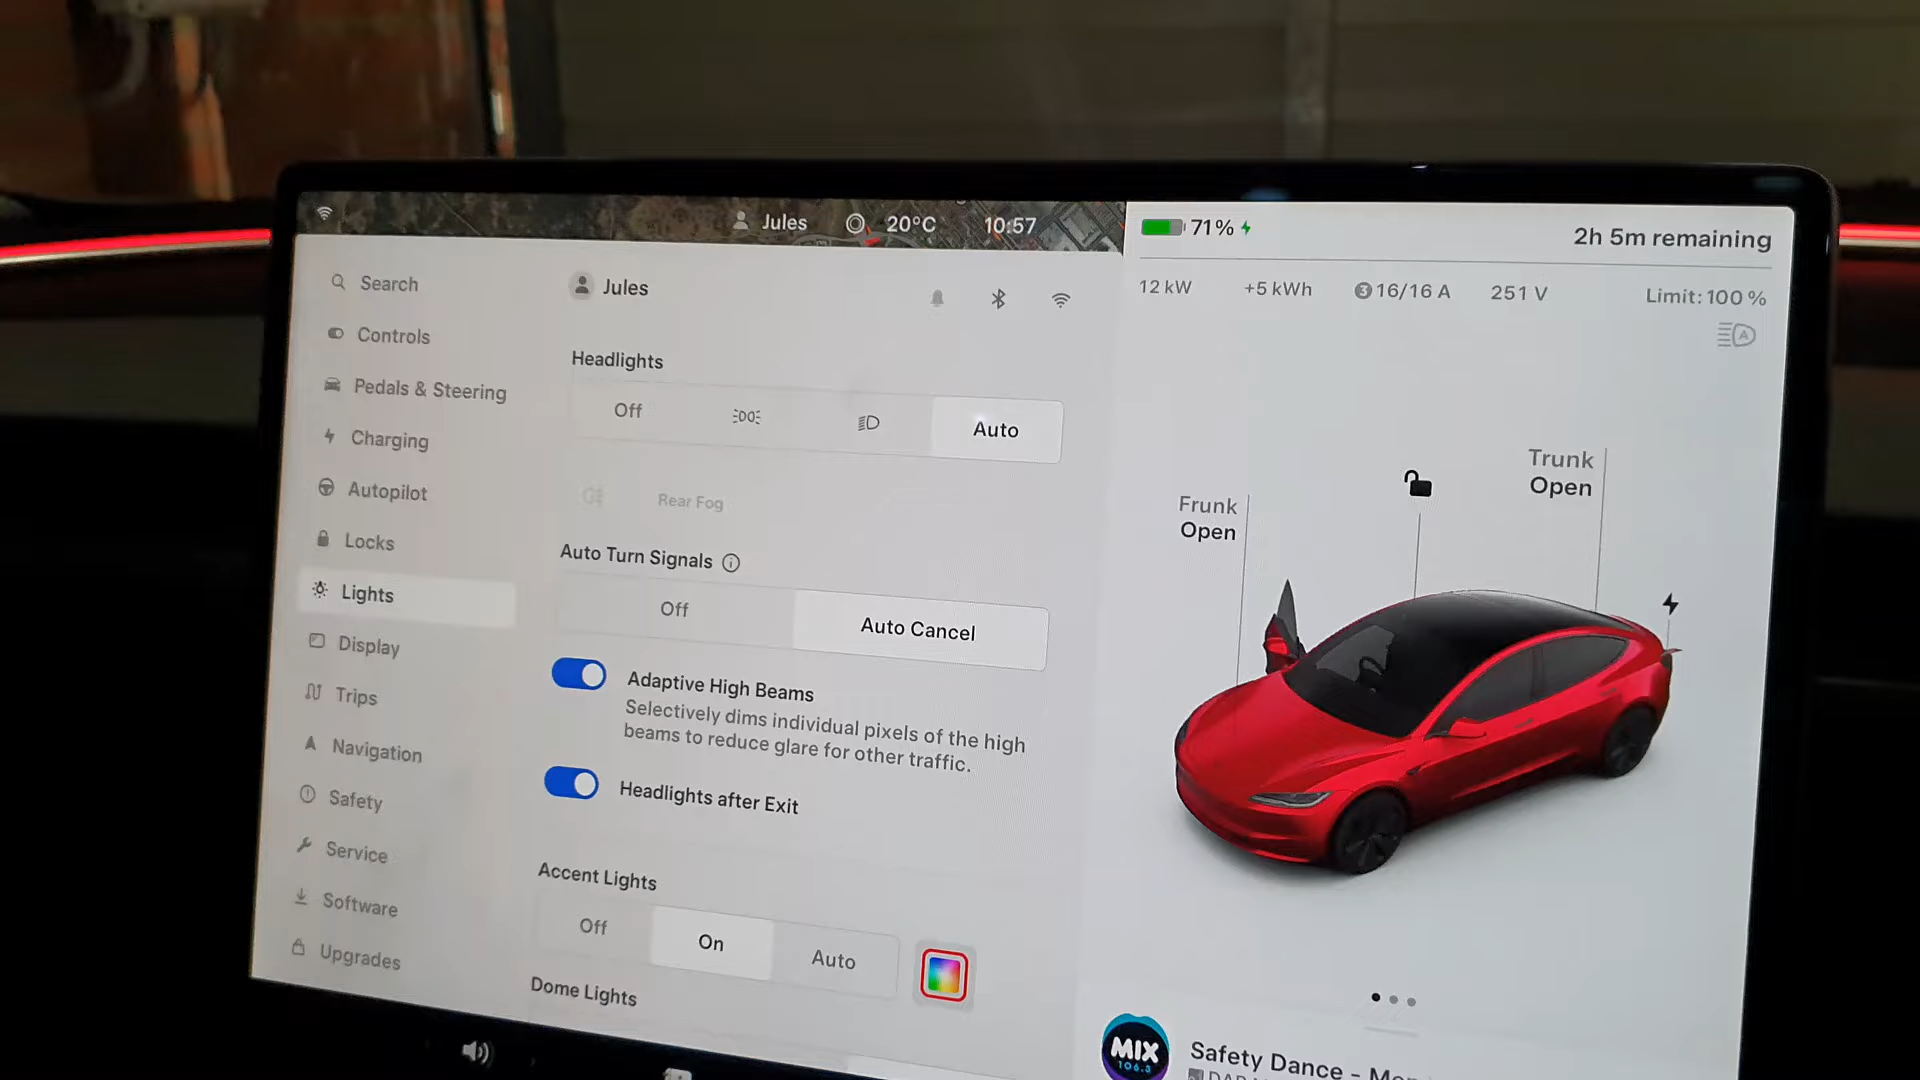 Jules 20°C 10:57
71%
2h 5m remaining
12 kW +5 kWh 3 16/16 A 251 V Limit: 100 %
A
Search
Controls
Pedals & Steering
Charging
Autopilot
Locks
Lights
Display
Trips
Navigation
Safety
Service
Software
Upgrades
Jules
Headlights
Off
Auto
Rear Fog
Auto Turn Signals
Off
Auto Cancel
Adaptive High Beams
Selectively dims individual pixels of the high
beams to reduce glare for other traffic.
Headlights after Exit
Accent Lights
Off
On
Auto
Dome Lights
Frunk
Open
Trunk
Open
MIX
106.3
Safety Dance -